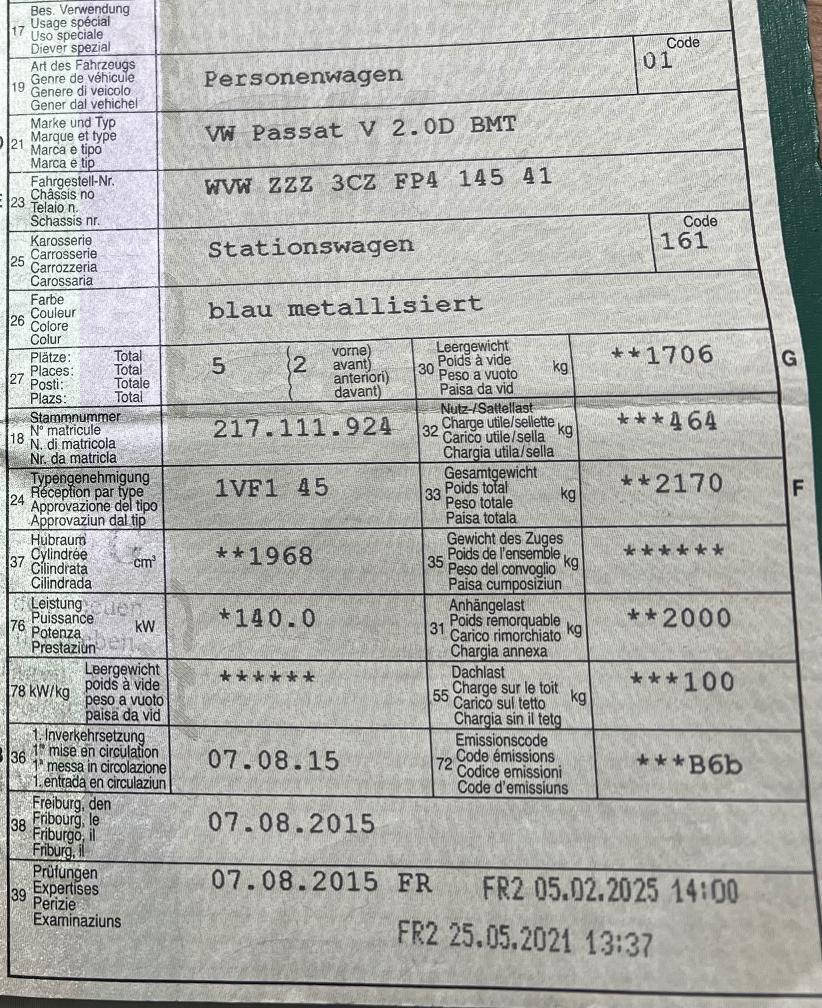 17 Bes. Verwendung
Usage spécial
Uso speciale
Diever spezial
19 Art des Fahrzeugs
Genre de véhicule
Genere di veicolo
Gener dal vehichel
Personenwagen
Code
01
21 Marke und Typ
Marque et type
Marca e tipo
Marca e tip
VW Passat V 2.0D BMT
23 Fahrgestell-Nr.
Châssis no
Telaio n.
Schassis nr.
WVW ZZZ 3CZ FP4 145 41
25 Karosserie
Carrosserie
Carrozzeria
Carossaria
Stationswagen
Code
161
26 Farbe
Couleur
Colore
Colur
blau metallisiert
27 Plätze: Total
Places: Total
Posti: Totale
Plazs: Total
5 (2 vorne)
avant)
anteriori)
davant)
30 Leergewicht
Poids à vide
Peso a vuoto
Paisa da vid
kg
**1706
G
18 Stammnummer
N° matricule
N. di matricola
Nr. da matricla
217.111.924
32 Nutz-/Sattellast
Charge utile/sellette
Carico utile/sella
Chargia utila/sella
kg
***464
24 Typengenehmigung
Réception par type
Approvazione del tipo
Approvaziun dal tip
1VF1 45
33 Gesamtgewicht
Poids total
Peso totale
Paisa totala
kg
**2170
F
37 Hubraum
Cylindrée
Cilindrata
Cilindrada
cm³
**1968
35 Gewicht des Zuges
Poids de l'ensemble
Peso del convoglio
Paisa cumposiziun
kg
******
76 Leistung
Puissance
Potenza
Prestaziun
kW
*140.0
31 Anhängelast
Poids remorquable
Carico rimorchiato
Chargia annexa
kg
**2000
78 kW/kg
Leergewicht
poids à vide
peso a vuoto
paisa da vid
******
55 Dachlast
Charge sur le toit
Carico sul tetto
Chargia sin il tetg
kg
***100
36 1. Inverkehrsetzung
1re mise en circulation
1a messa in circolazione
1. entrada en circulaziun
07.08.15
72 Emissionscode
Code émissions
Codice emissioni
Code d'emissiuns
***B6b
38 Freiburg, den
Fribourg, le
Friburgo, il
Friburg, il
07.08.2015
39 Prüfungen
Expertises
Perizie
Examinaziuns
07.08.2015 FR FR2 05.02.2025 14:00
FR2 25.05.2021 13:37